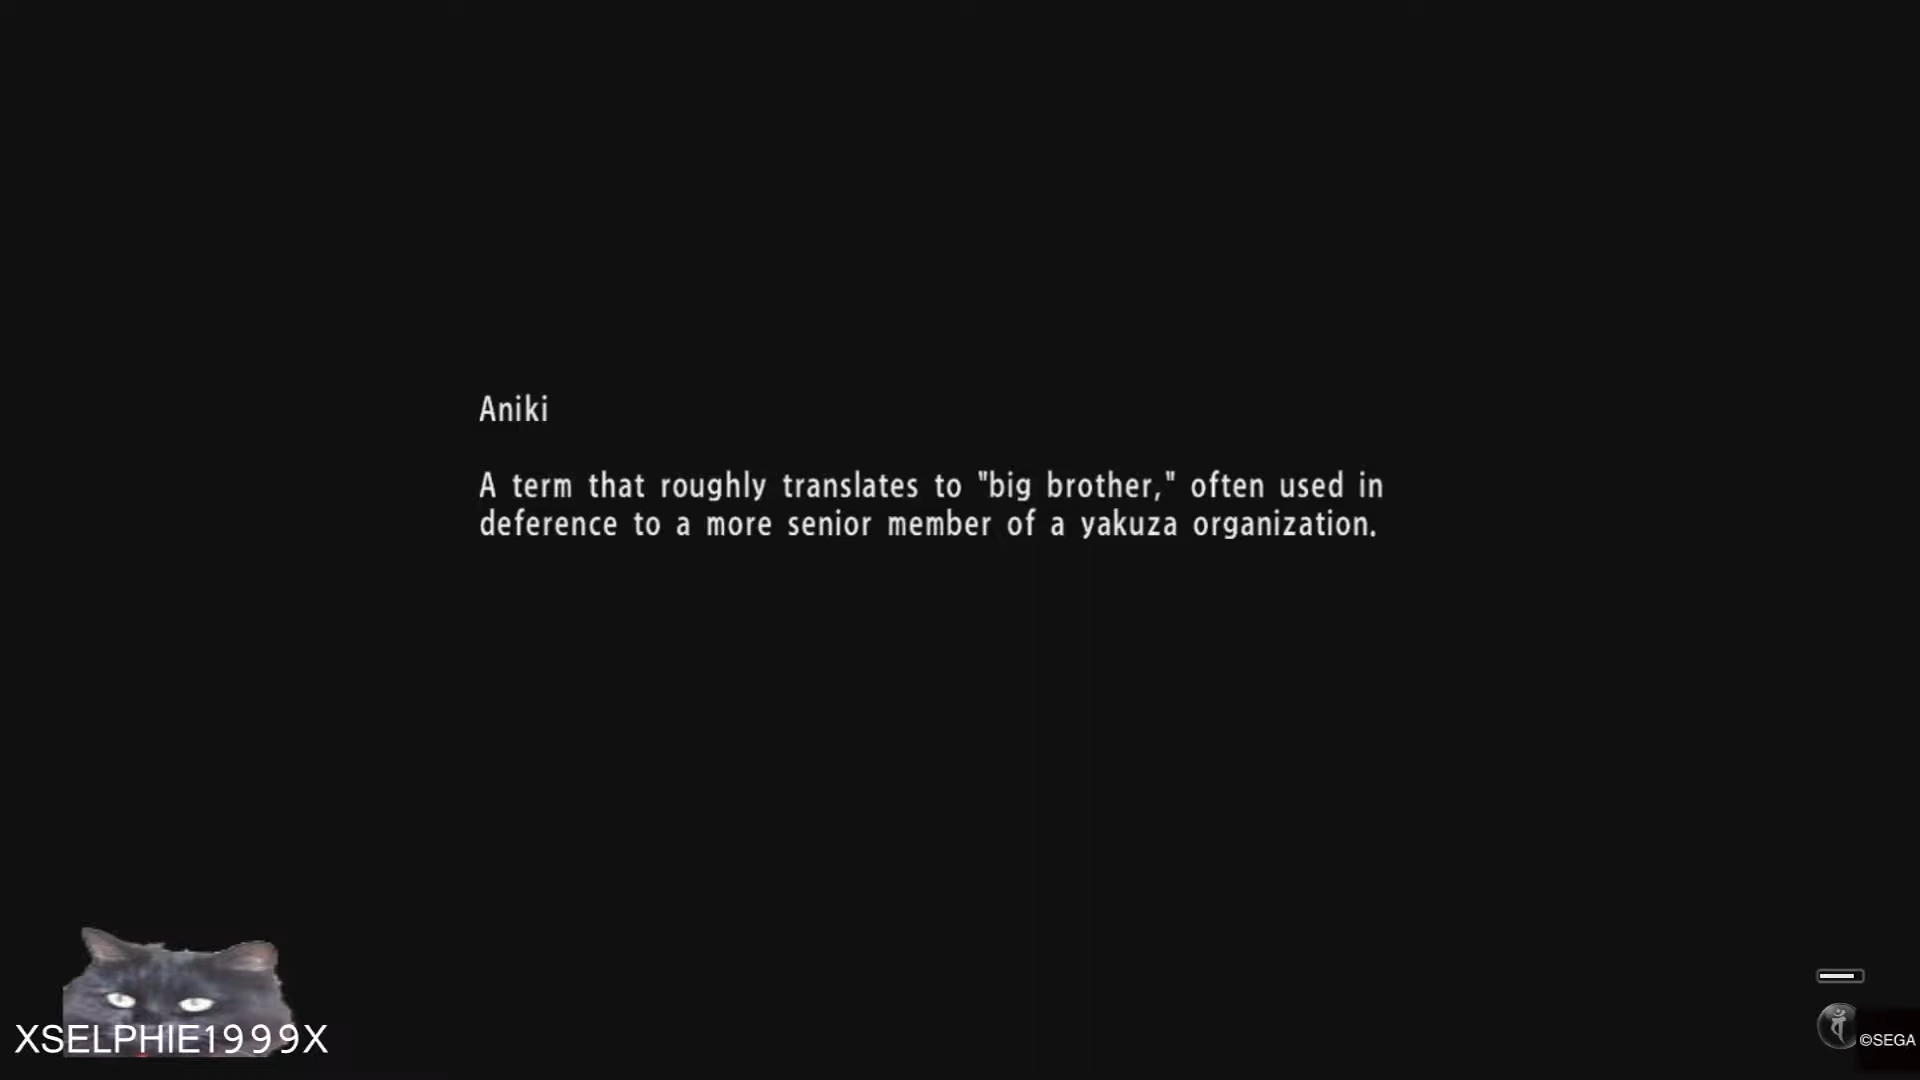 Aniki
A term that roughly translates to "big brother," often used in
deference to a more senior member of a yakuza organization.
XSELPHIE1999X
©SEGA